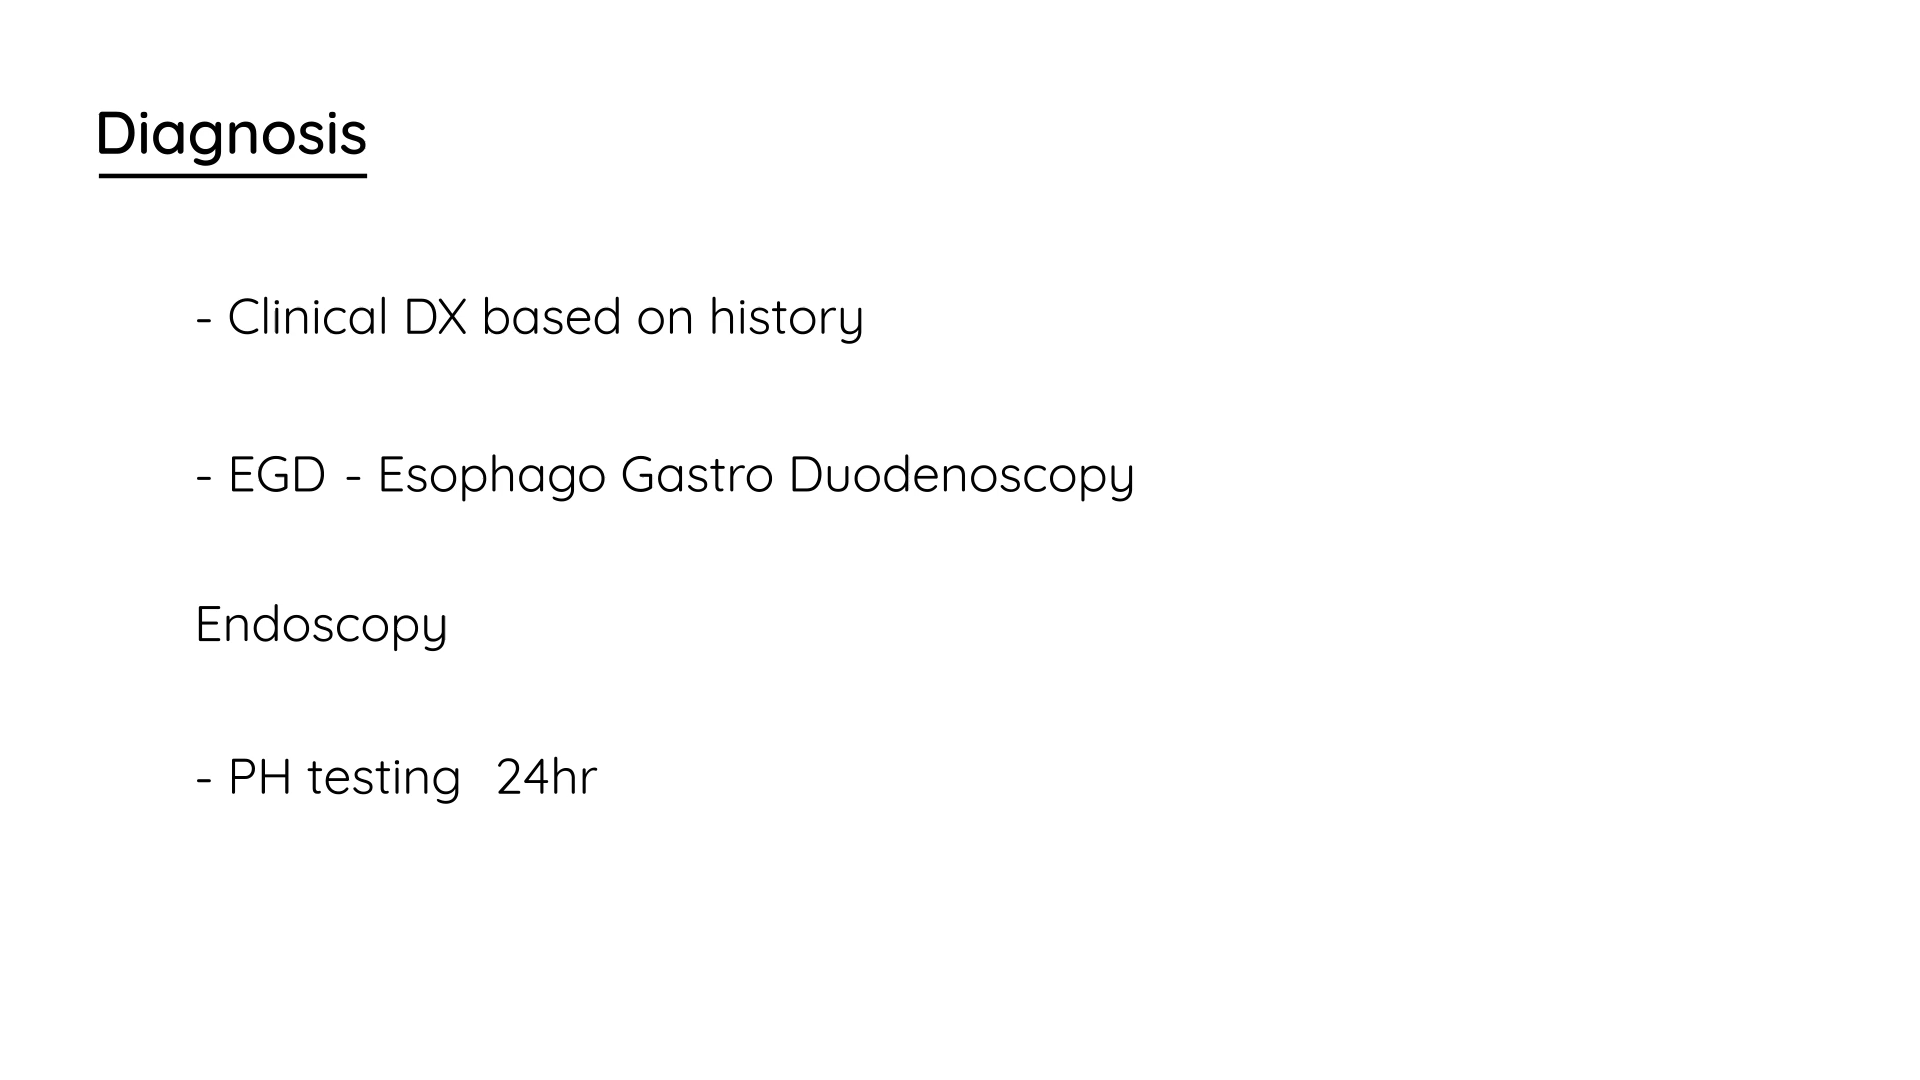 Diagnosis
- Clinical DX based on history
- EGD - Esophago Gastro Duodenoscopy
Endoscopy
- PH testing 24hr